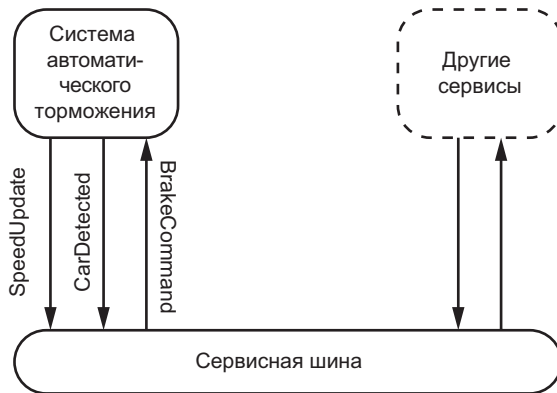 Система
автомати-
ческого
торможения
Другие
сервисы
SpeedUpdate
CarDetected
BrakeCommand
Сервисная шина